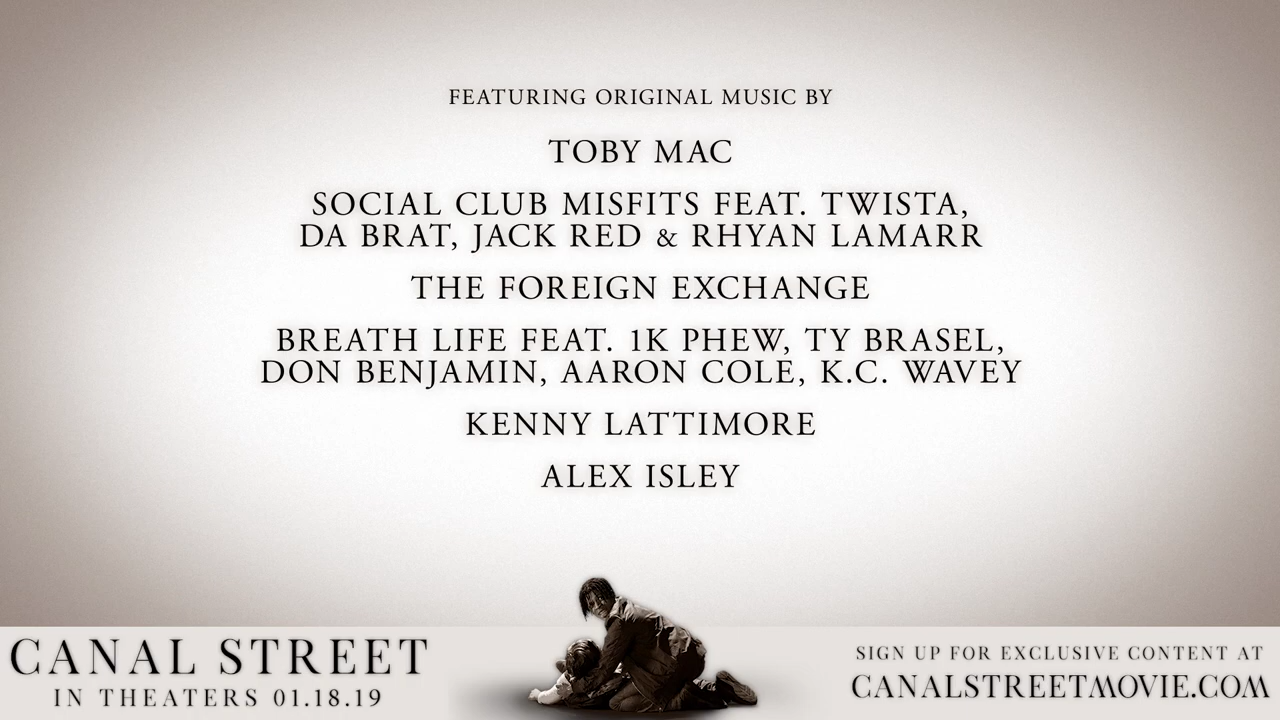 FEATURING ORIGINAL MUSIC BY
TOBY MAC
SOCIAL CLUB MISFITS FEAT. TWISTA,
DA BRAT, JACK RED & RHYAN LAMARR
THE FOREIGN EXCHANGE
BREATH LIFE FEAT. 1K PHEW, TY BRASEL,
DON BENJAMIN, AARON COLE, K.C. WAVEY
KENNY LATTIMORE
ALEX ISLEY
CANAL STREET
IN THEATERS 01.18.19
SIGN UP FOR EXCLUSIVE CONTENT AT
CANALSTREETMOVIE.COM